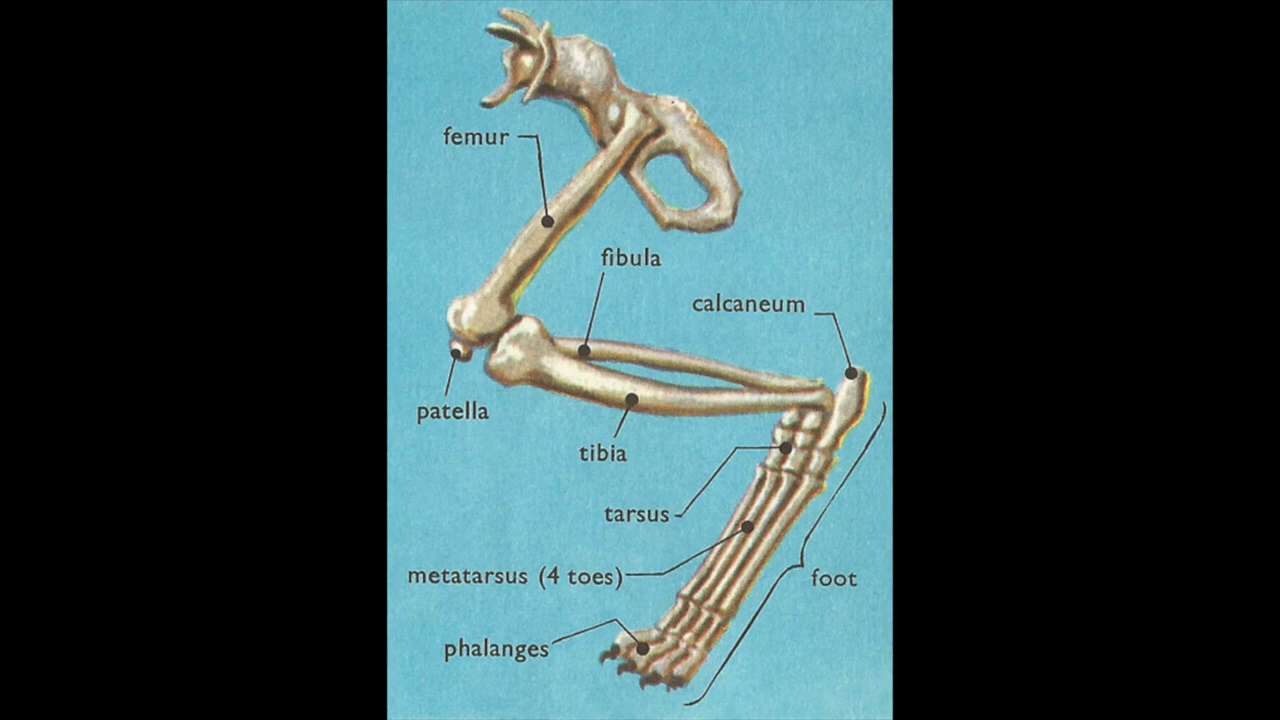 femur
fibula
calcaneum
patella
tibia
tarsus
metatarsus (4 toes)
foot
phalanges